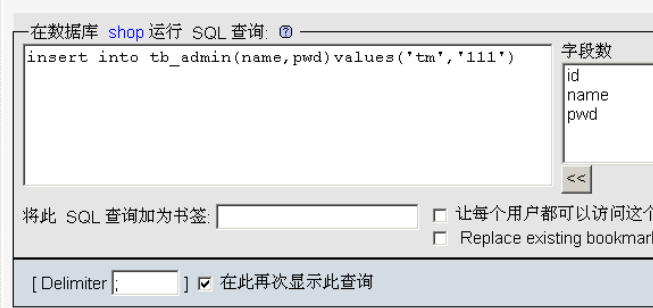 在数据库 shop 运行 SQL 查询:
insert into tb_admin(name,pwd)values('tm','111')
字段数
id
name
pwd
<<
将此 SQL 查询加为书签:
让每个用户都可以访问这个
Replace existing bookmark
[ Delimiter ; ] 在此再次显示此查询